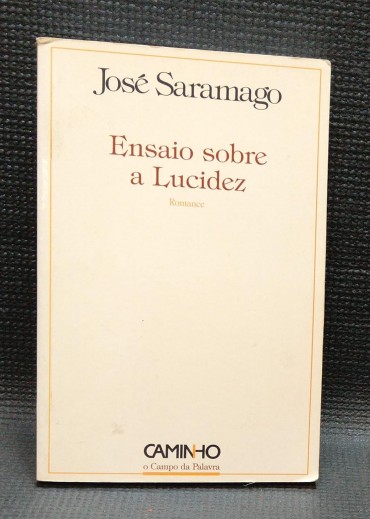 José Saramago
Ensaio sobre
a Lucidez
Romance
CAMINHO
o Campo da Palavra